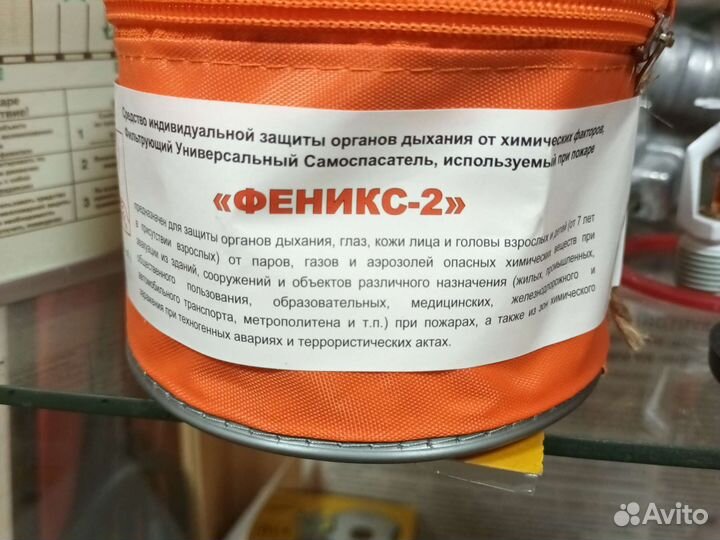 Средство индивидуальной защиты органов дыхания от химических факторов,
Фильтрующий Универсальный Самоспасатель, используемый при пожаре
«ФЕНИКС-2»
предназначен для защиты органов дыхания, глаз, кожи лица и головы взрослых и детей (от 7 лет
в присутствии взрослых) от паров, газов и аэрозолей опасных химических веществ при
эвакуации из зданий, сооружений и объектов различного назначения (жилых, промышленных,
общественного пользования, образовательных, медицинских, железнодорожного и
автомобильного транспорта, метрополитена и т.п.) при пожарах, а также из зон химического
заражения при техногенных авариях и террористических актах.
1
2
3
Avito